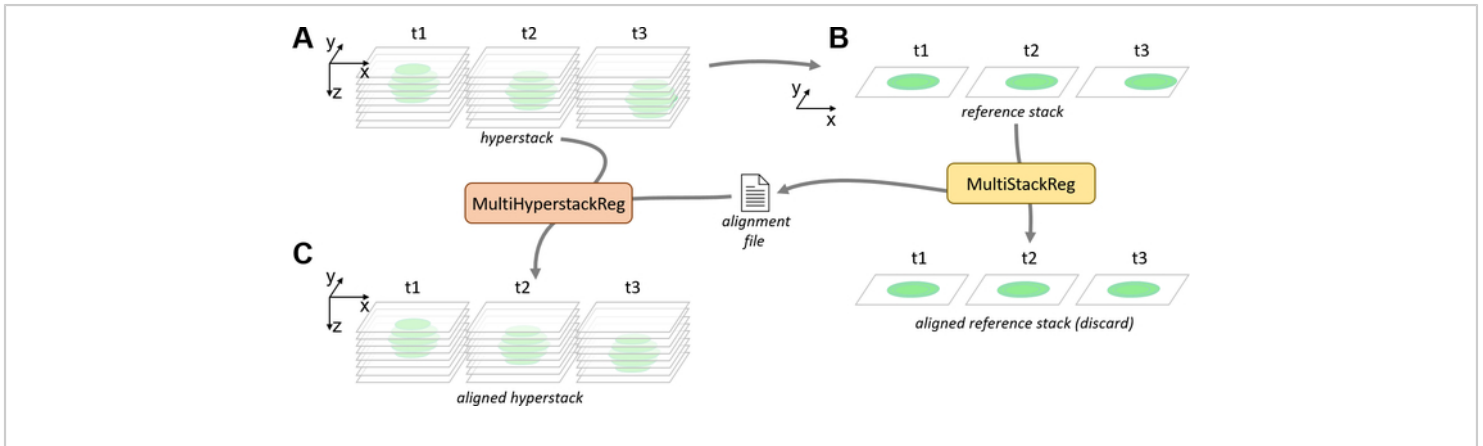 A
t1 t2 t3
y
x
z
hyperstack
B
t1 t2 t3
y
x
reference stack
MultiStackReg
MultiHyperstackReg
alignment
file
t1 t2 t3
aligned reference stack (discard)
C
t1 t2 t3
y
x
z
aligned hyperstack